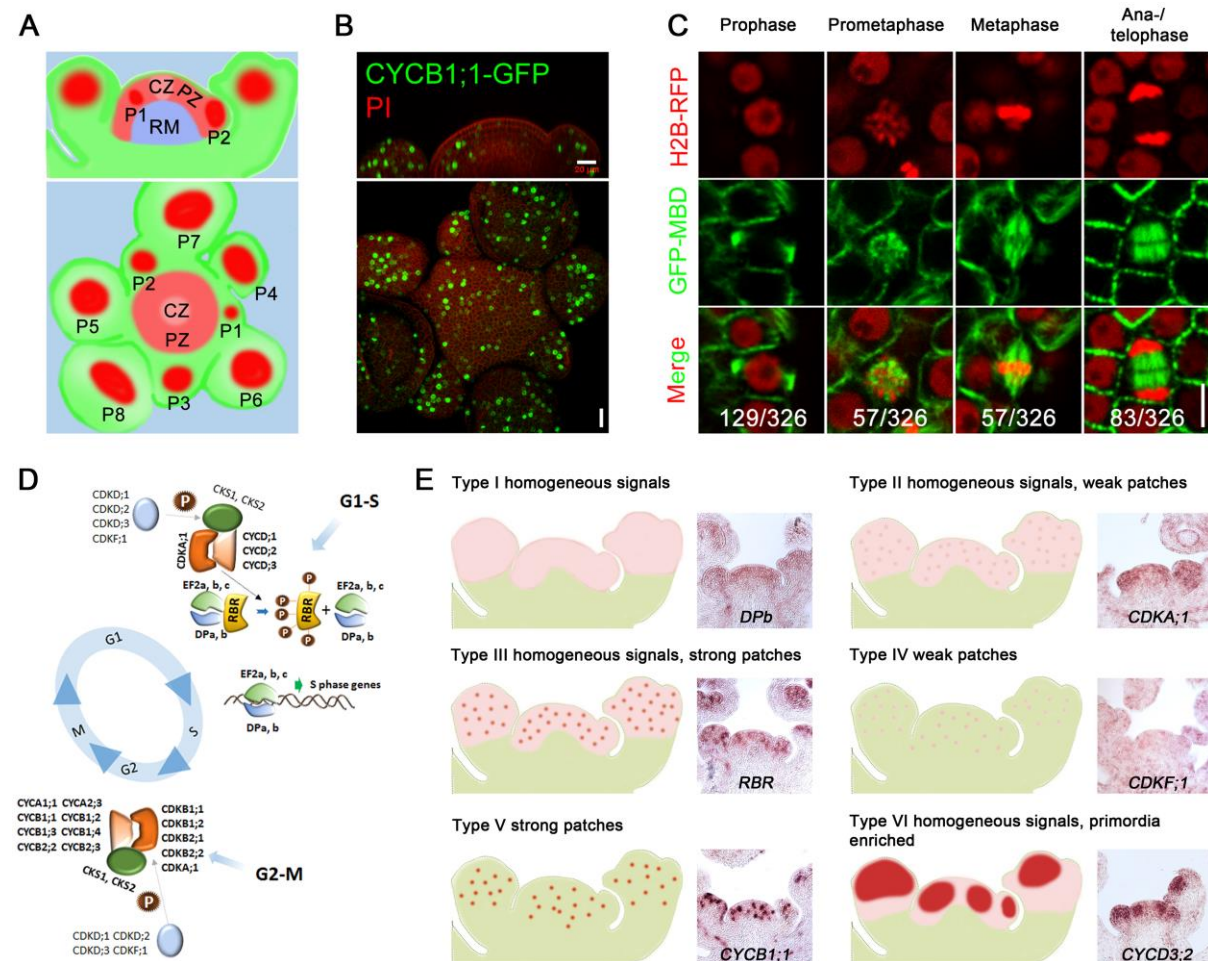 A
CZ
PZ
P1
RM
P2
P7
P2
P4
P5
CZ
P1
PZ
P8
P3
P6
B
CYCB1;1-GFP
PI
20 µm
C
Prophase
Prometaphase
Metaphase
Ana-/
telophase
H2B-RFP
GFP-MBD
Merge
129/326
57/326
57/326
83/326
D
CDKD;1
CDKD;2
CDKD;3
CDKF;1
P
CKS1, CKS2
CDKA;1
CYCD;1
CYCD;2
CYCD;3
G1-S
EF2a, b, c
RBR
DPa, b
P
P
P
P
P
RBR
+
EF2a, b, c
DPa, b
EF2a, b, c
S phase genes
DPa, b
G1
S
G2
M
CYCA1;1 CYCA2;3
CYCB1;1 CYCB1;2
CYCB1;3 CYCB1;4
CYCB2;2 CYCB2;3
CDKB1;1
CDKB1;2
CDKB2;1
CDKB2;2
CDKA;1
CKS1, CKS2
G2-M
P
CDKD;1 CDKD;2
CDKD;3 CDKF;1
E
Type I homogeneous signals
DPb
Type II homogeneous signals, weak patches
CDKA;1
Type III homogeneous signals, strong patches
RBR
Type IV weak patches
CDKF;1
Type V strong patches
CYCB1;1
Type VI homogeneous signals, primordia
enriched
CYCD3;2